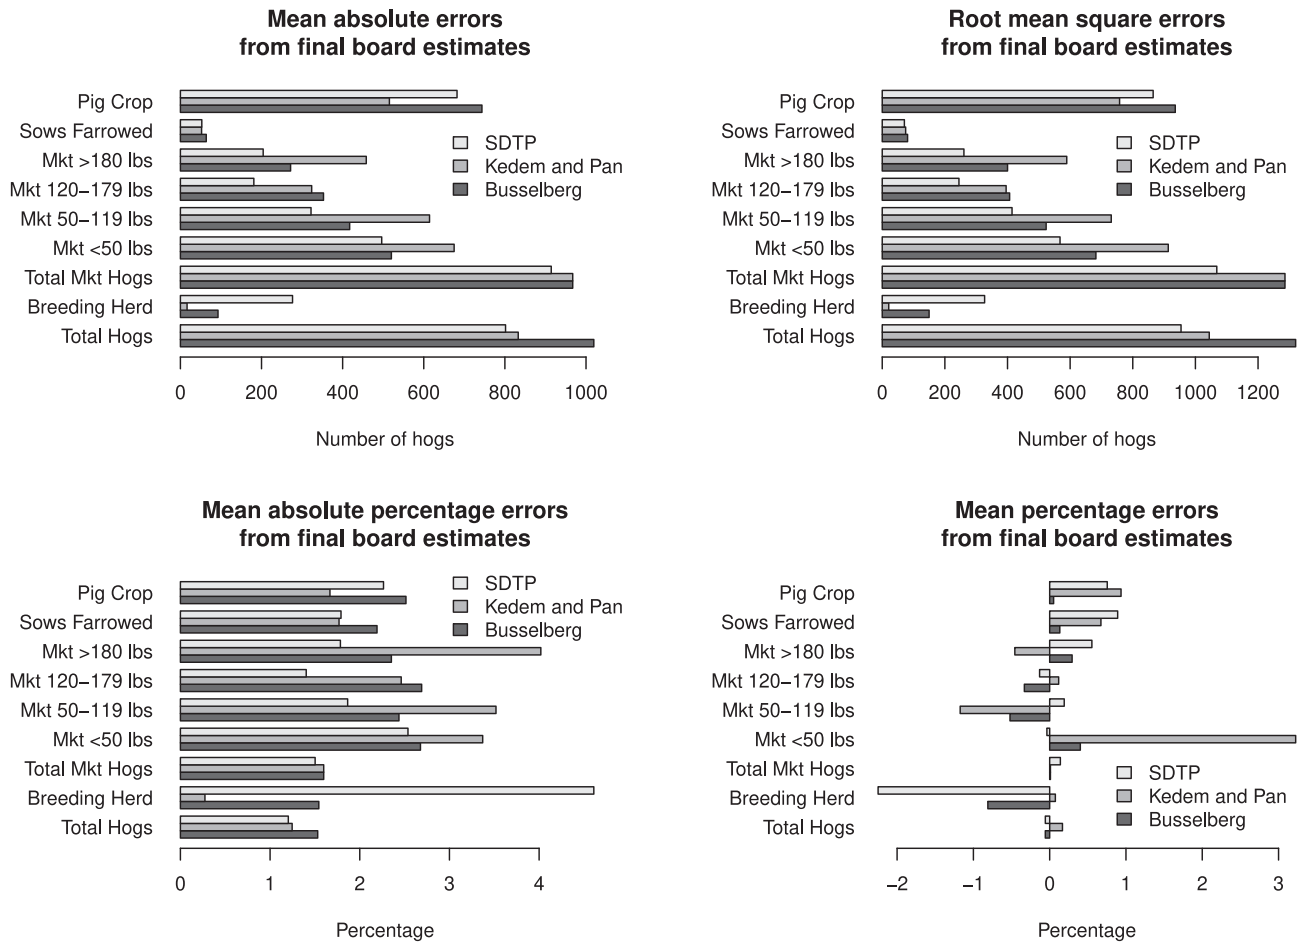 Mean absolute errors
from final board estimates
Pig Crop
Sows Farrowed
Mkt >180 lbs
Mkt 120−179 lbs
Mkt 50−119 lbs
Mkt <50 lbs
Total Mkt Hogs
Breeding Herd
Total Hogs
SDTP
Kedem and Pan
Busselberg
0 200 400 600 800 1000
Number of hogs
Root mean square errors
from final board estimates
Pig Crop
Sows Farrowed
Mkt >180 lbs
Mkt 120−179 lbs
Mkt 50−119 lbs
Mkt <50 lbs
Total Mkt Hogs
Breeding Herd
Total Hogs
SDTP
Kedem and Pan
Busselberg
0 200 400 600 800 1000 1200
Number of hogs
Mean absolute percentage errors
from final board estimates
Pig Crop
Sows Farrowed
Mkt >180 lbs
Mkt 120−179 lbs
Mkt 50−119 lbs
Mkt <50 lbs
Total Mkt Hogs
Breeding Herd
Total Hogs
SDTP
Kedem and Pan
Busselberg
0 1 2 3 4
Percentage
Mean percentage errors
from final board estimates
Pig Crop
Sows Farrowed
Mkt >180 lbs
Mkt 120−179 lbs
Mkt 50−119 lbs
Mkt <50 lbs
Total Mkt Hogs
Breeding Herd
Total Hogs
SDTP
Kedem and Pan
Busselberg
−2 −1 0 1 2 3
Percentage